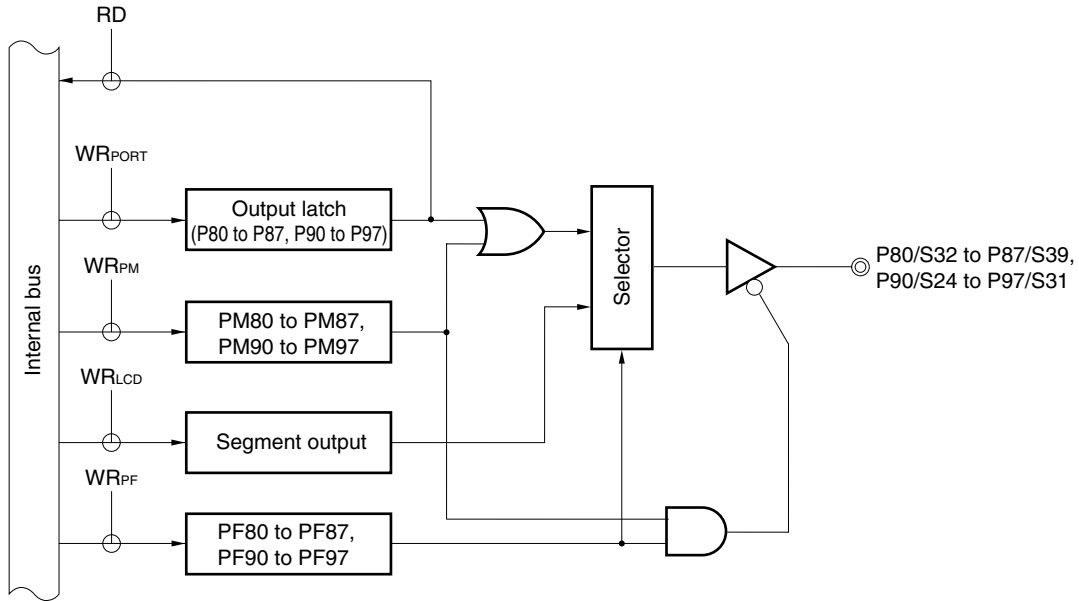 RD
WRPORT
Output latch
(P80 to P87, P90 to P97)
WRPM
PM80 to PM87,
PM90 to PM97
WRLCD
Segment output
WRPF
PF80 to PF87,
PF90 to PF97
Internal bus
Selector
P80/S32 to P87/S39,
P90/S24 to P97/S31